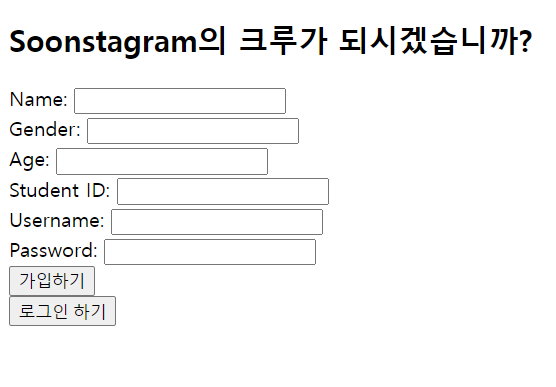 Soonstagram의 크루가 되시겠습니까?
Name:
Gender:
Age:
Student ID:
Username:
Password:
가입하기
로그인 하기